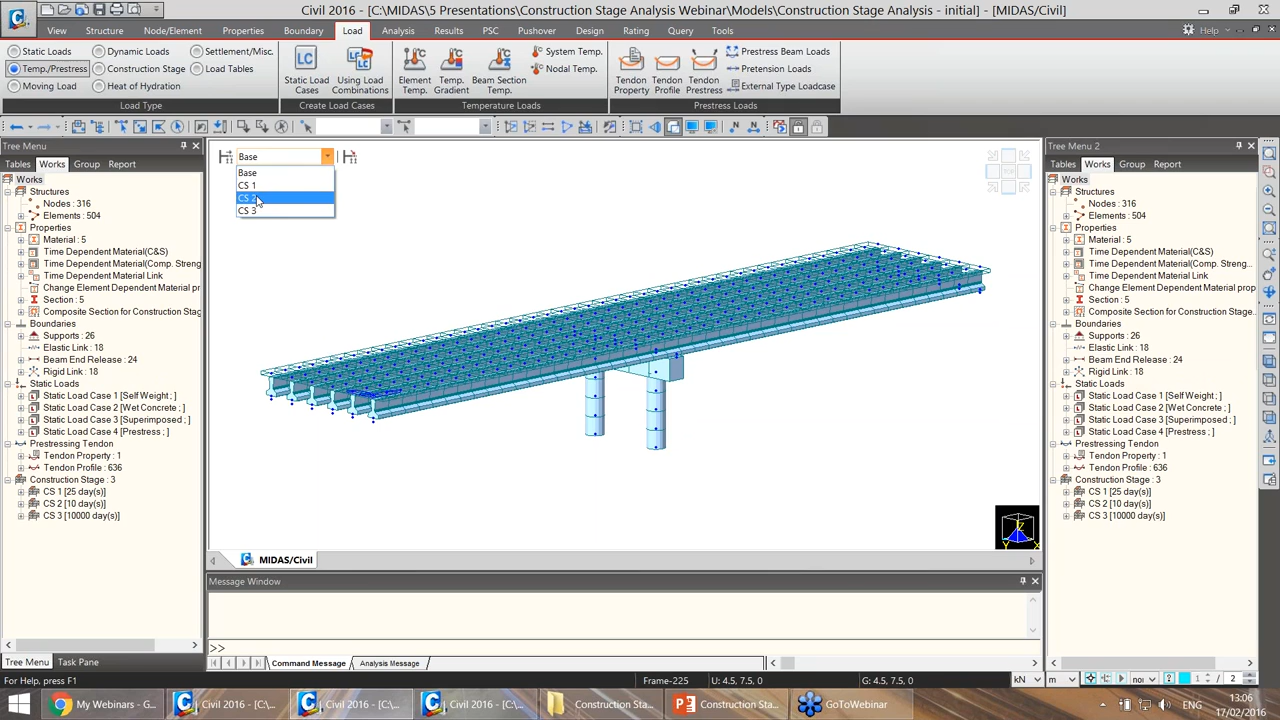 Civil 2016 - [C:\MIDAS\5 Presentations\Construction Stage Analysis Webinar\Models\Construction Stage Analysis - initial] - [MIDAS/Civil]
View Structure Node/Element Properties Boundary Load Analysis Results PSC Pushover Design Rating Query Tools Help
Static Loads Dynamic Loads Settlement/Misc.
Temp./Prestress Construction Stage Load Tables
Moving Load Heat of Hydration
Load Type
Static Load Cases
Using Load Combinations
Create Load Cases
Element Temp.
Temp. Gradient
Beam Section Temp.
System Temp.
Nodal Temp.
Temperature Loads
Tendon Property
Tendon Profile
Tendon Prestress
Prestress Beam Loads
Pretension Loads
External Type Loadcase
Prestress Loads
Tree Menu
Tables Works Group Report
Works
Structures
Nodes : 316
Elements : 504
Properties
Material : 5
Time Dependent Material(C&S)
Time Dependent Material(Comp. Streng
Time Dependent Material Link
Change Element Dependent Material pr
Section : 5
Composite Section for Construction Stag
Boundaries
Supports : 26
Elastic Link : 18
Beam End Release : 24
Rigid Link : 18
Static Loads
Static Load Case 1 [Self Weight ; ]
Static Load Case 2 [Wet Concrete ; ]
Static Load Case 3 [Superimposed ; ]
Static Load Case 4 [Prestress ; ]
Prestressing Tendon
Tendon Property : 1
Tendon Profile : 636
Construction Stage : 3
CS 1 [25 day(s)]
CS 2 [10 day(s)]
CS 3 [10000 day(s)]
Tree Menu Task Pane
Base
Base
CS 1
CS 2
CS 3
TOP
Z
Y X
MIDAS/Civil
Message Window
>>
Command Message Analysis Message
Tree Menu 2
Tables Works Group Report
Works
Structures
Nodes : 316
Elements : 504
Properties
Material : 5
Time Dependent Material(C&S)
Time Dependent Material(Comp. Streng...
Time Dependent Material Link
Change Element Dependent Material prop
Section : 5
Composite Section for Construction Stage
Boundaries
Supports : 26
Elastic Link : 18
Beam End Release : 24
Rigid Link : 18
Static Loads
Static Load Case 1 [Self Weight ; ]
Static Load Case 2 [Wet Concrete ; ]
Static Load Case 3 [Superimposed ; ]
Static Load Case 4 [Prestress ; ]
Prestressing Tendon
Tendon Property : 1
Tendon Profile : 636
Construction Stage : 3
CS 1 [25 day(s)]
CS 2 [10 day(s)]
CS 3 [10000 day(s)]
For Help, press F1 Frame-225 U: 4.5, 7.5, 0 G: 4.5, 7.5, 0 kN m non 1 / 2
My Webinars - G... Civil 2016 - [C:\... Civil 2016 - [C:\... Civil 2016 - [C:\... Construction Sta... Construction Sta... GoToWebinar ENG 13:06
17/02/2016